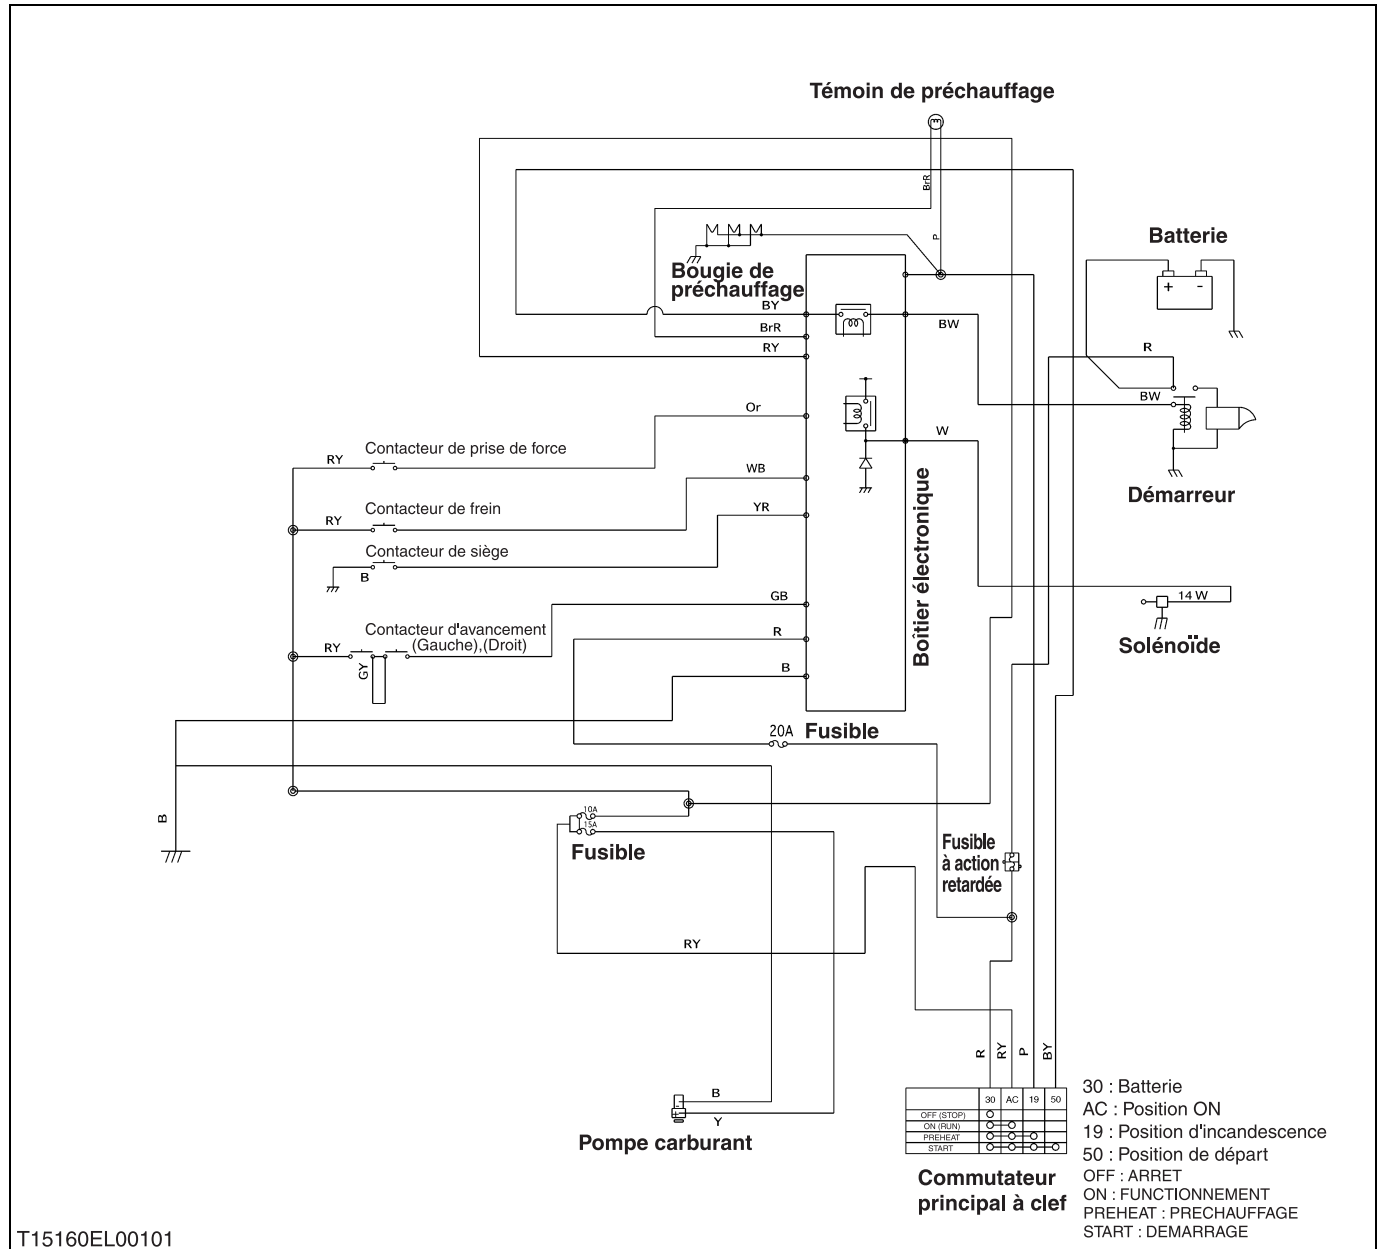 Témoin de préchauffage
BrR
P
Batterie
+ -
Bougie de
préchauffage
BY
BrR
RY
BW
R
BW
W
Démarreur
Or
Contacteur de prise de force
RY
WB
Contacteur de frein
RY
YR
Contacteur de siège
B
Boîtier électronique
14 W
Solénoïde
GB
Contacteur d'avancement
(Gauche),(Droit)
RY
GY
R
B
20A
Fusible
B
10A
15A
Fusible
Fusible
à action
retardée
RY
R
RY
P
BY
B
Y
- +
Pompe carburant
30 AC 19 50
OFF (STOP)
ON (RUN)
PREHEAT
START
Commutateur
principal à clef
30 : Batterie
AC : Position ON
19 : Position d'incandescence
50 : Position de départ
OFF : ARRET
ON : FUNCTIONNEMENT
PREHEAT : PRECHAUFFAGE
START : DEMARRAGE
T15160EL00101